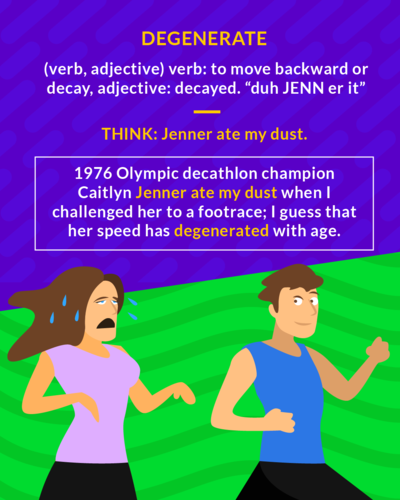 DEGENERATE
(verb, adjective) verb: to move backward or
decay, adjective: decayed. “duh JENN er it”
THINK: Jenner ate my dust.
1976 Olympic decathlon champion
Caitlyn Jenner ate my dust when I
challenged her to a footrace; I guess that
her speed has degenerated with age.